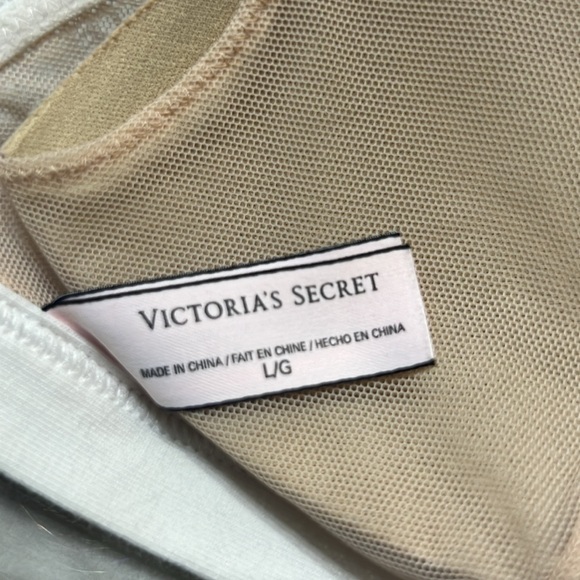 VICTORIA'S SECRET
MADE IN CHINA / FAIT EN CHINE / HECHO EN CHINA
L/G